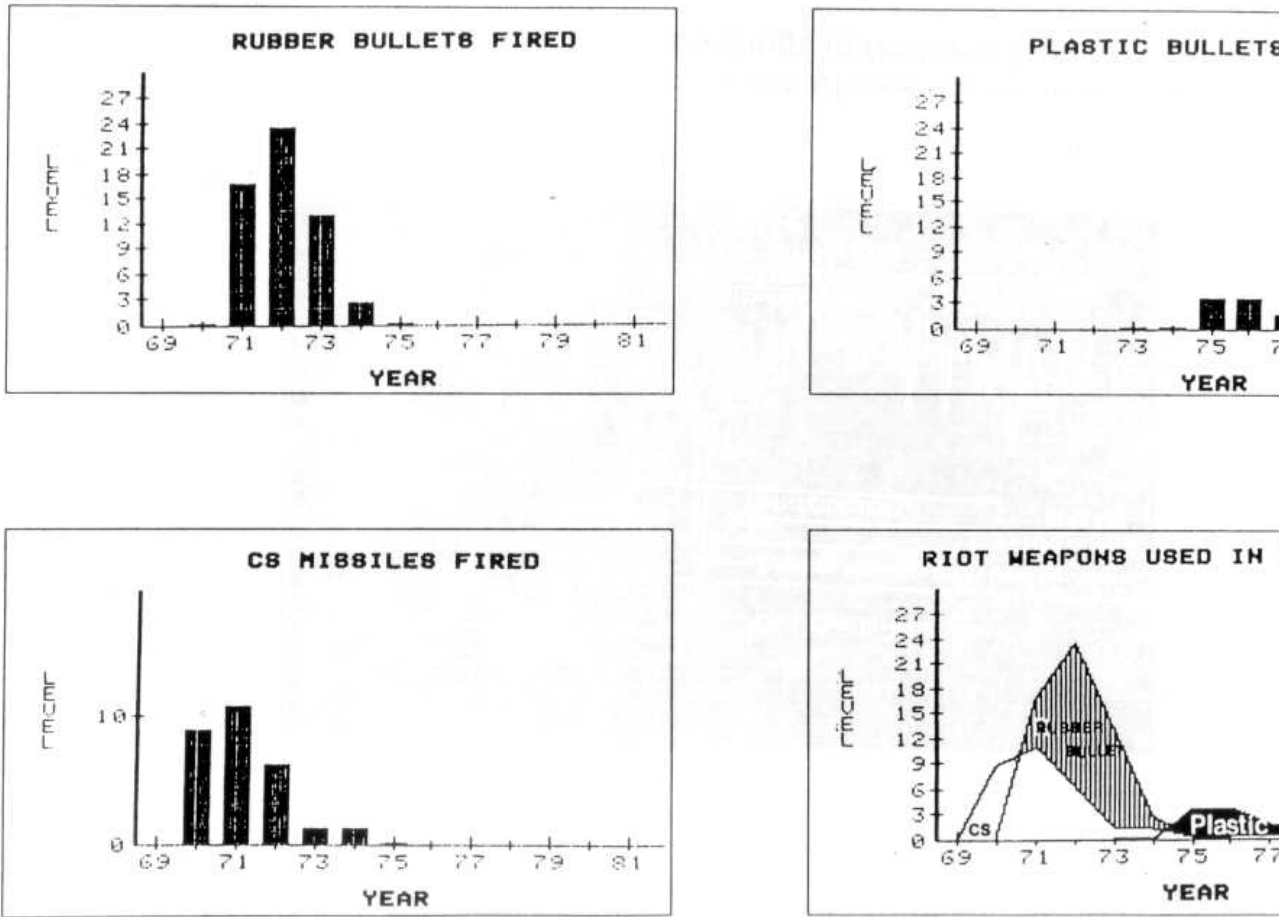 RUBBER BULLETS FIRED
27
24
21
18
15
12
9
6
3
0
LEVEL
69 71 73 75 77 79 81
YEAR
PLASTIC BULLETS
27
24
21
18
15
12
9
6
3
0
LEVEL
69 71 73 75 7
YEAR
CS MISSILES FIRED
10
0
LEVEL
69 71 73 75 77 79 81
YEAR
RIOT WEAPONS USED IN
27
24
21
18
15
12
9
6
3
0
LEVEL
RUBBER
BULLET
CS
Plastic
69 71 73 75 77
YEAR